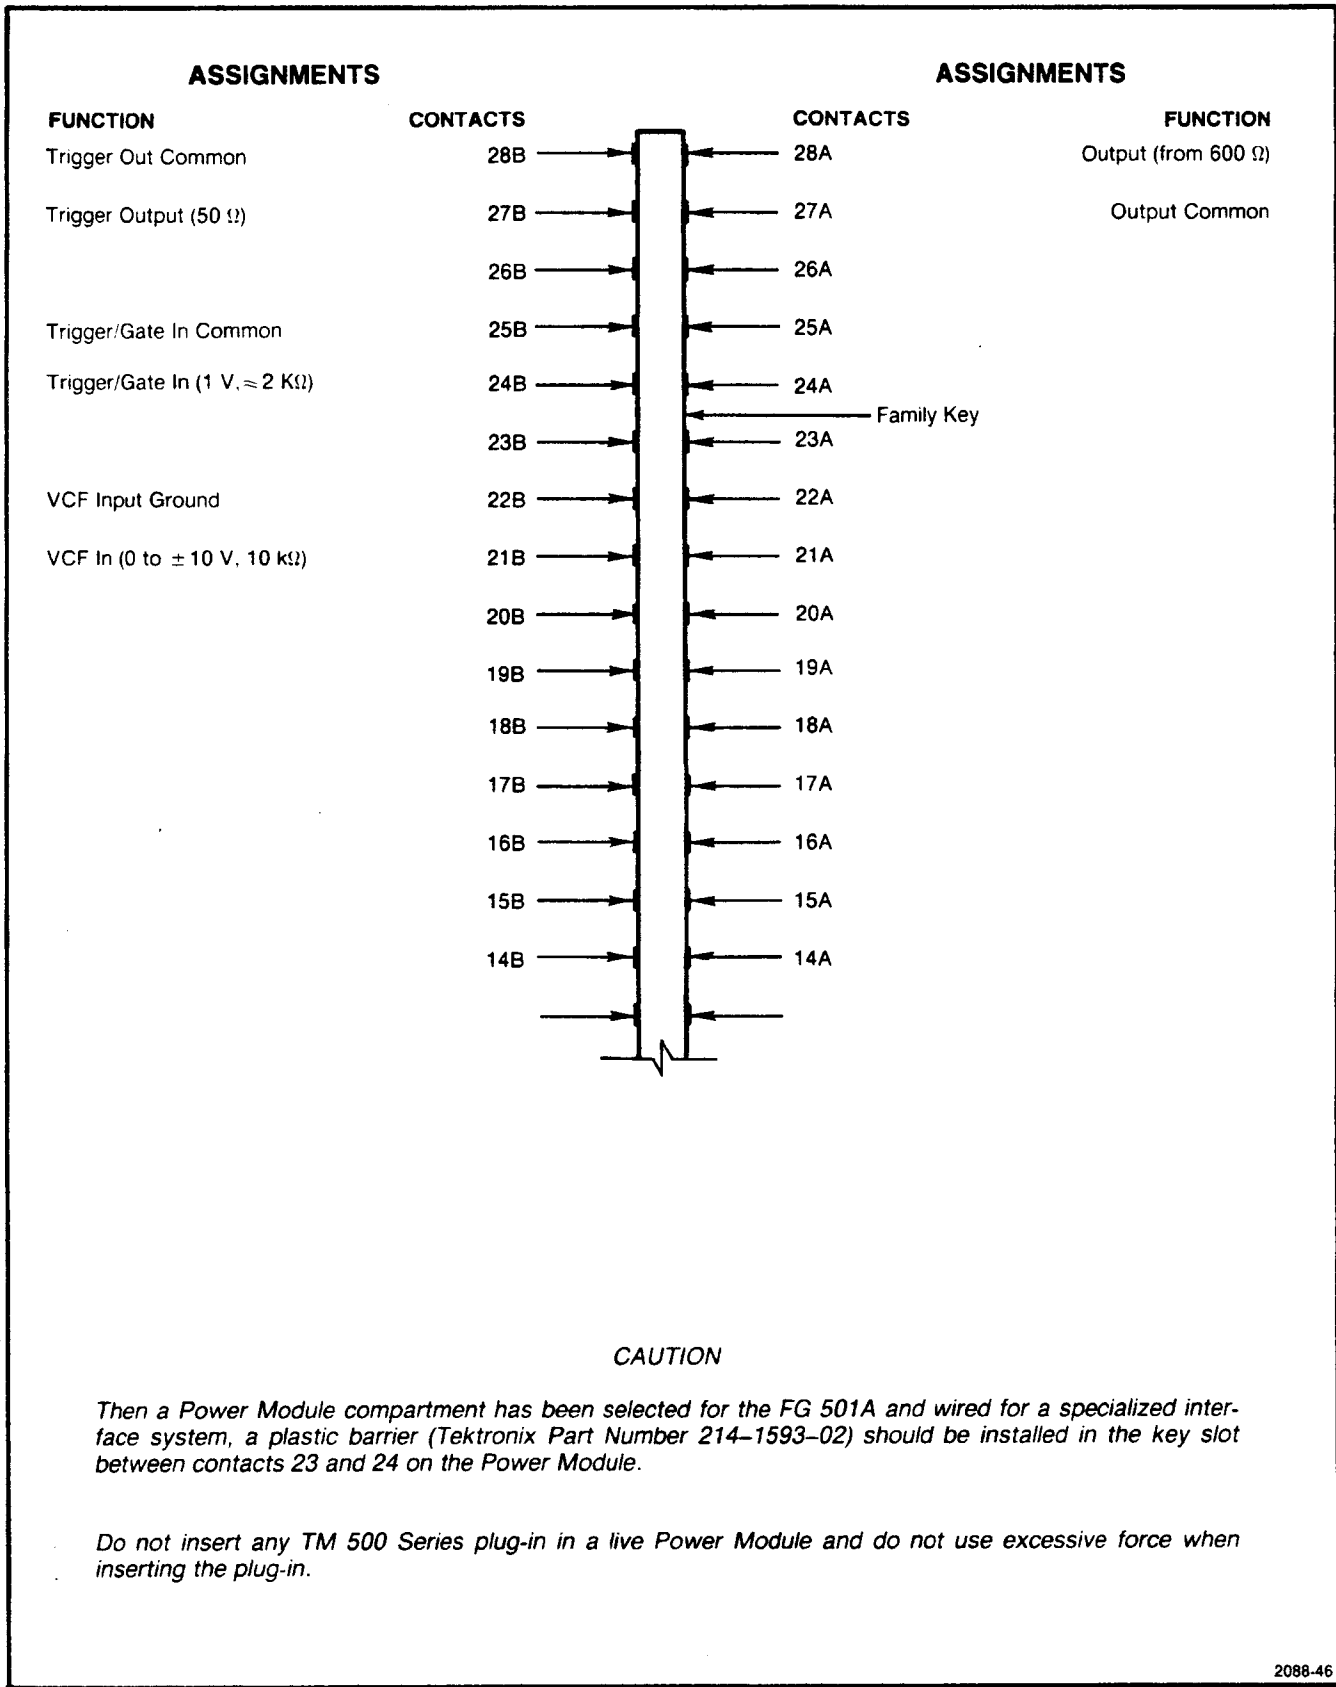 ASSIGNMENTS ASSIGNMENTS
FUNCTION CONTACTS CONTACTS FUNCTION
Trigger Out Common 28B 28A Output (from 600 Ω)
Trigger Output (50 Ω) 27B 27A Output Common
26B 26A
Trigger/Gate In Common 25B 25A
Trigger/Gate In (1 V, ≈ 2 KΩ) 24B 24A
Family Key
23B 23A
VCF Input Ground 22B 22A
VCF In (0 to ± 10 V, 10 kΩ) 21B 21A
20B 20A
19B 19A
18B 18A
17B 17A
16B 16A
15B 15A
14B 14A
CAUTION
Then a Power Module compartment has been selected for the FG 501A and wired for a specialized inter-
face system, a plastic barrier (Tektronix Part Number 214–1593–02) should be installed in the key slot
between contacts 23 and 24 on the Power Module.
Do not insert any TM 500 Series plug-in in a live Power Module and do not use excessive force when
inserting the plug-in.
2088-46